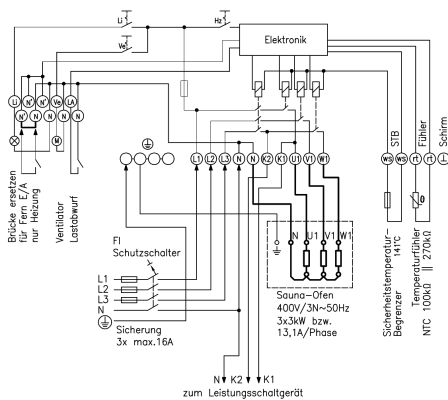 Li
Hz
Ve
Elektronik
Li N' N' Ve LA
N' N N N N
M
L1 L2 L3 N N K2 K1 U1 V1 W1
ws ws rt rt
STB
Fühler
Schirm
Brücke ersetzen
für Fern E/A
nur Heizung
Ventilator
Lastabwurf
FI
Schutzschalter
L1
L2
L3
N
Sicherung
3x max.16A
N U1 V1 W1
Sauna-Ofen
400V/3N~50Hz
3x3kW bzw.
13,1A/Phase
Sicherheitstemperatur-
Begrenzer 141°C
Temperaturfühler
NTC 100kΩ || 270kΩ
N K2 K1
zum Leistungsschaltgerät